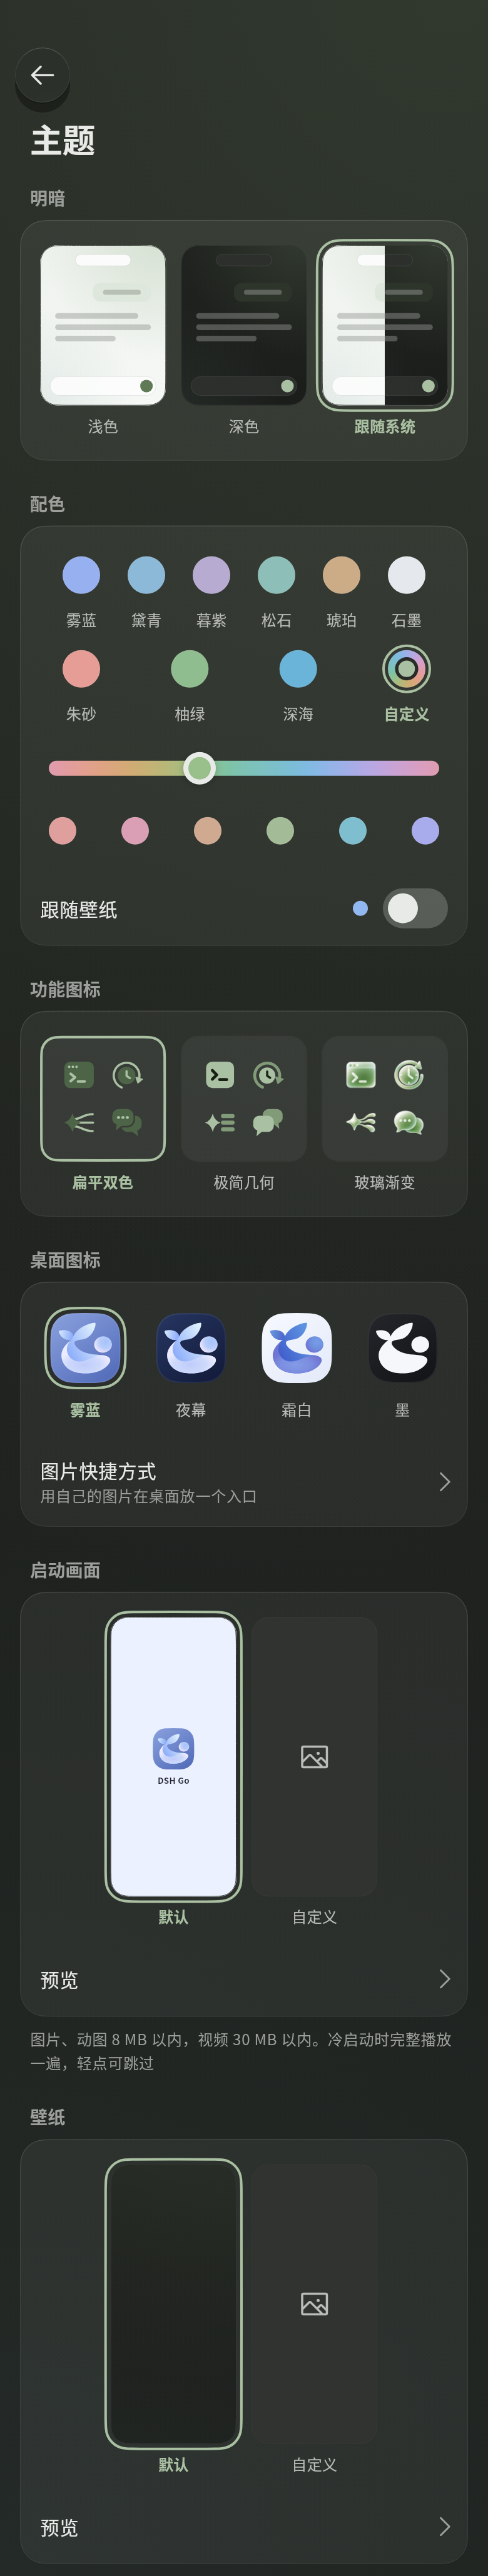 主题
明暗
浅色
深色
跟随系统
配色
雾蓝
黛青
暮紫
松石
琥珀
石墨
朱砂
柚绿
深海
自定义
跟随壁纸
功能图标
扁平双色
极简几何
玻璃渐变
桌面图标
雾蓝
夜幕
霜白
墨
图片快捷方式
用自己的图片在桌面放一个入口
启动画面
DSH Go
默认
自定义
预览
图片、动图 8 MB 以内，视频 30 MB 以内。冷启动时完整播放
一遍，轻点可跳过
壁纸
默认
自定义
预览